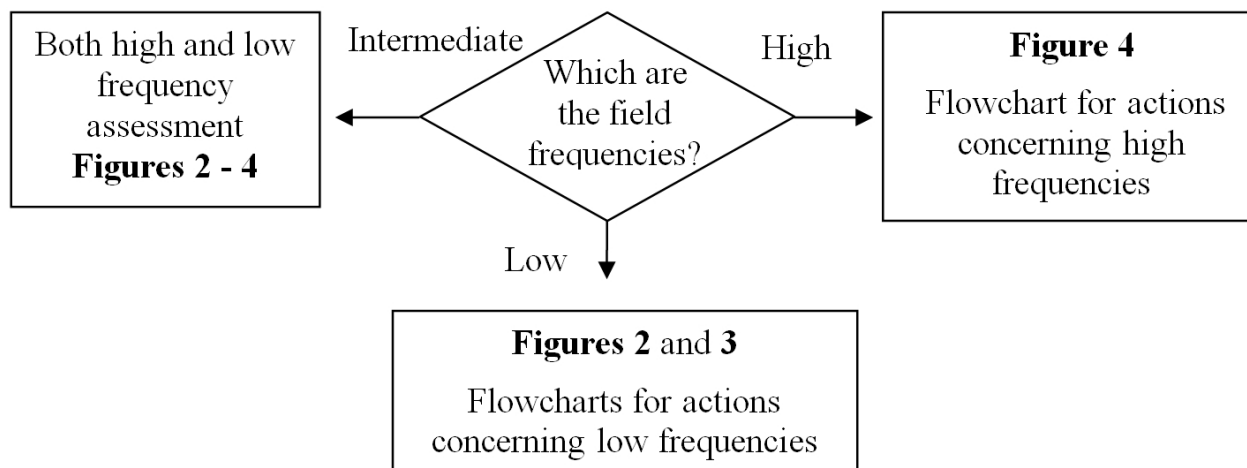 Both high and low
frequency
assessment
Figures 2 - 4
Intermediate
Which are
the field
frequencies?
High
Figure 4
Flowchart for actions
concerning high
frequencies
Low
Figures 2 and 3
Flowcharts for actions
concerning low frequencies